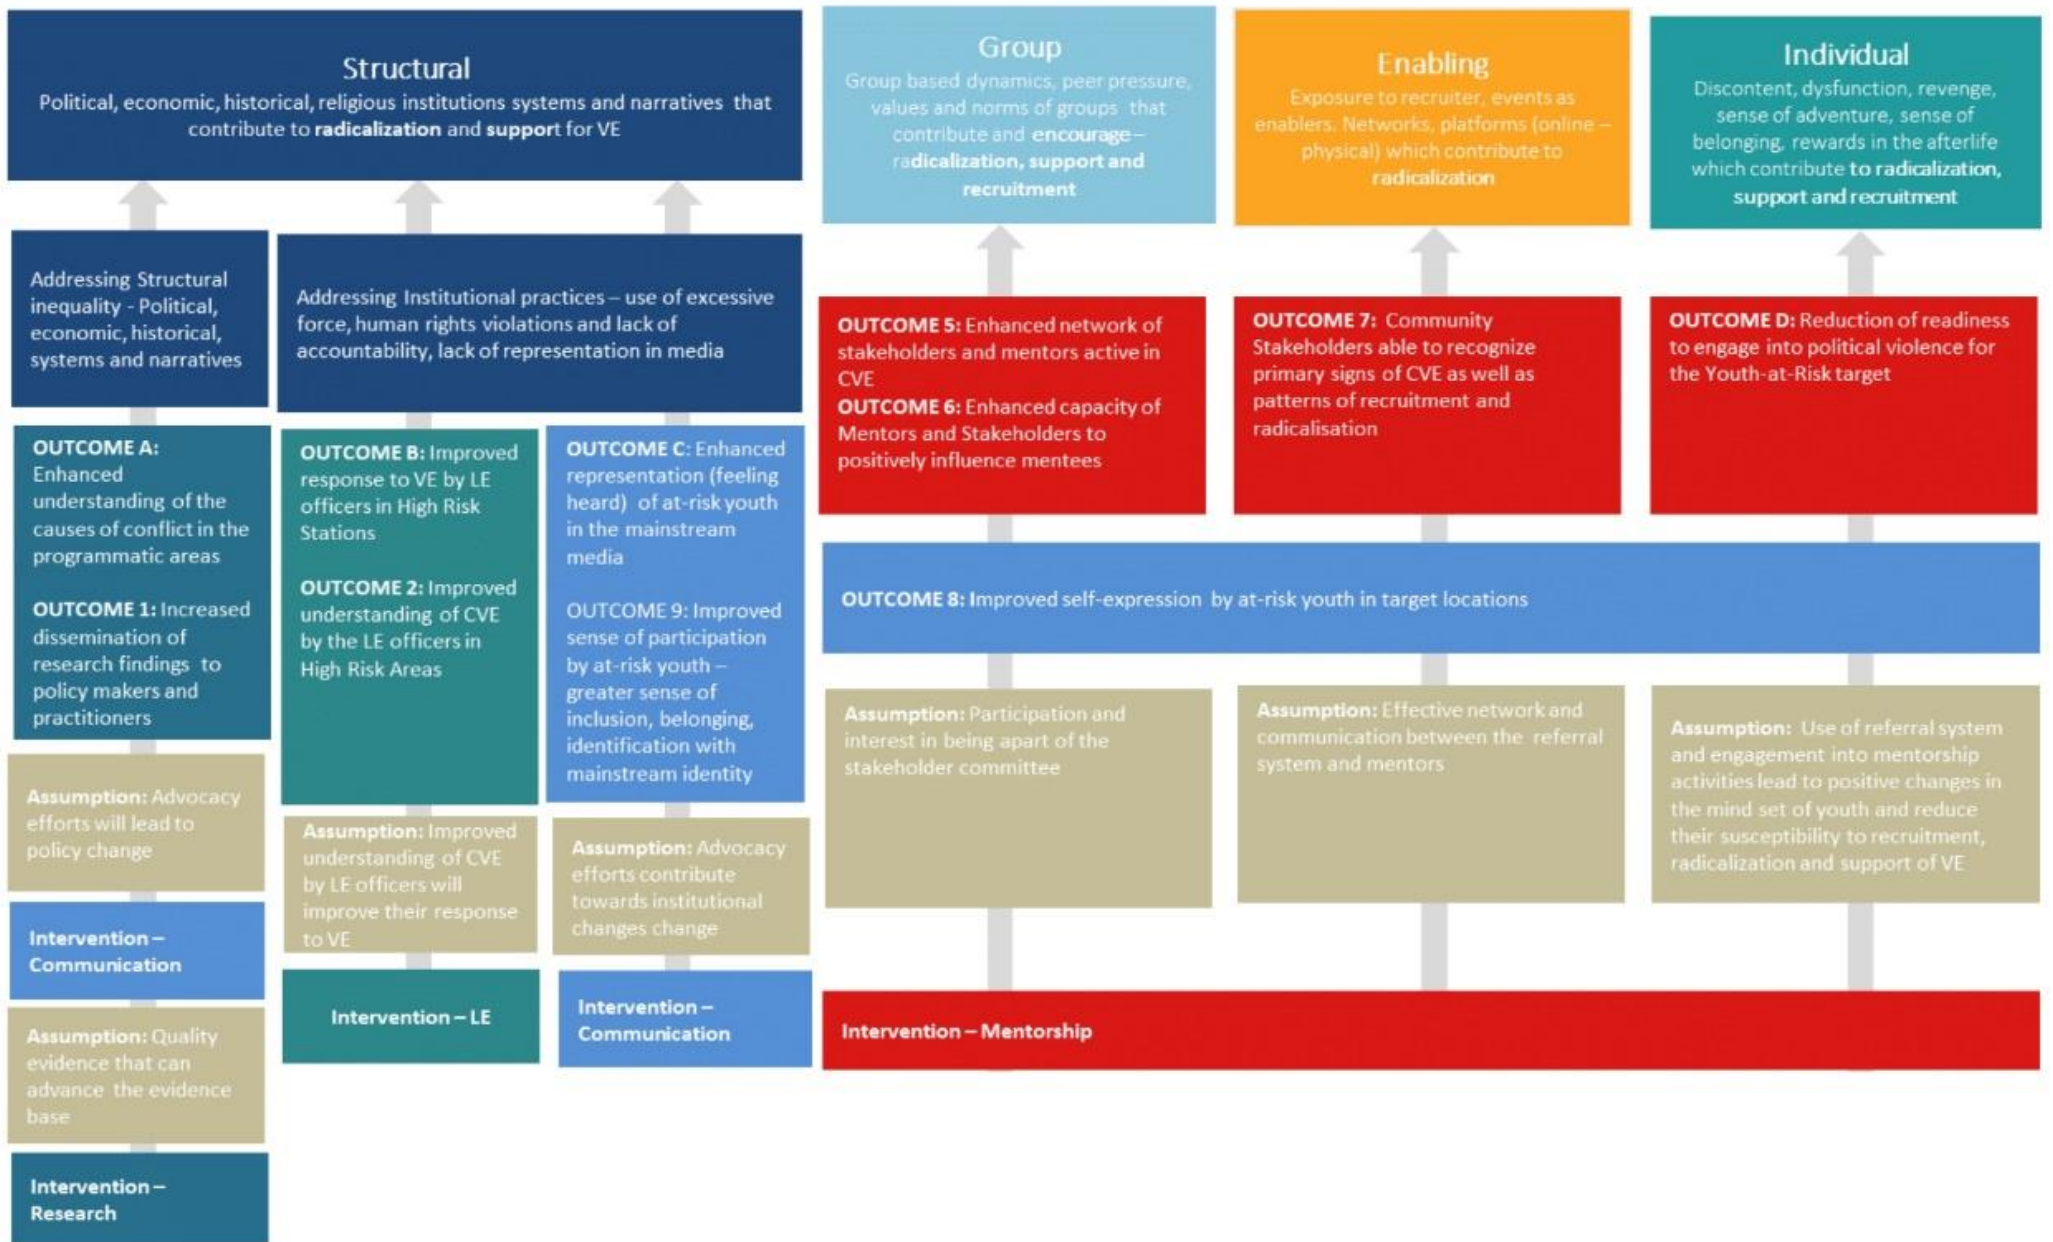 Structural
Political, economic, historical, religious institutions systems and narratives that
contribute to radicalization and support for VE
Group
Group based dynamics, peer pressure,
values and norms of groups that
contribute and encourage –
radicalization, support and
recruitment
Enabling
Exposure to recruiter, events as
enablers. Networks, platforms (online –
physical) which contribute to
radicalization
Individual
Discontent, dysfunction, revenge,
sense of adventure, sense of
belonging, rewards in the afterlife
which contribute to radicalization,
support and recruitment
Addressing Structural
inequality - Political,
economic, historical,
systems and narratives
Addressing Institutional practices – use of excessive
force, human rights violations and lack of
accountability, lack of representation in media
OUTCOME A:
Enhanced
understanding of the
causes of conflict in the
programmatic areas
OUTCOME 1: Increased
dissemination of
research findings to
policy makers and
practitioners
OUTCOME B: Improved
response to VE by LE
officers in High Risk
Stations
OUTCOME 2: Improved
understanding of CVE
by the LE officers in
High Risk Areas
OUTCOME C: Enhanced
representation (feeling
heard) of at-risk youth
in the mainstream
media
OUTCOME 9: Improved
sense of participation
by at-risk youth –
greater sense of
inclusion, belonging,
identification with
mainstream identity
OUTCOME 5: Enhanced network of
stakeholders and mentors active in
CVE
OUTCOME 6: Enhanced capacity of
Mentors and Stakeholders to
positively influence mentees
OUTCOME 7: Community
Stakeholders able to recognize
primary signs of CVE as well as
patterns of recruitment and
radicalisation
OUTCOME D: Reduction of readiness
to engage into political violence for
the Youth-at-Risk target
OUTCOME 8: Improved self-expression by at-risk youth in target locations
Assumption: Advocacy
efforts will lead to
policy change
Assumption: Improved
understanding of CVE
by LE officers will
improve their response
to VE
Assumption: Advocacy
efforts contribute
towards institutional
changes change
Assumption: Participation and
interest in being apart of the
stakeholder committee
Assumption: Effective network and
communication between the referral
system and mentors
Assumption: Use of referral system
and engagement into mentorship
activities lead to positive changes in
the mind set of youth and reduce
their susceptibility to recruitment,
radicalization and support of VE
Intervention –
Communication
Assumption: Quality
evidence that can
advance the evidence
base
Intervention –
Research
Intervention – LE
Intervention –
Communication
Intervention – Mentorship